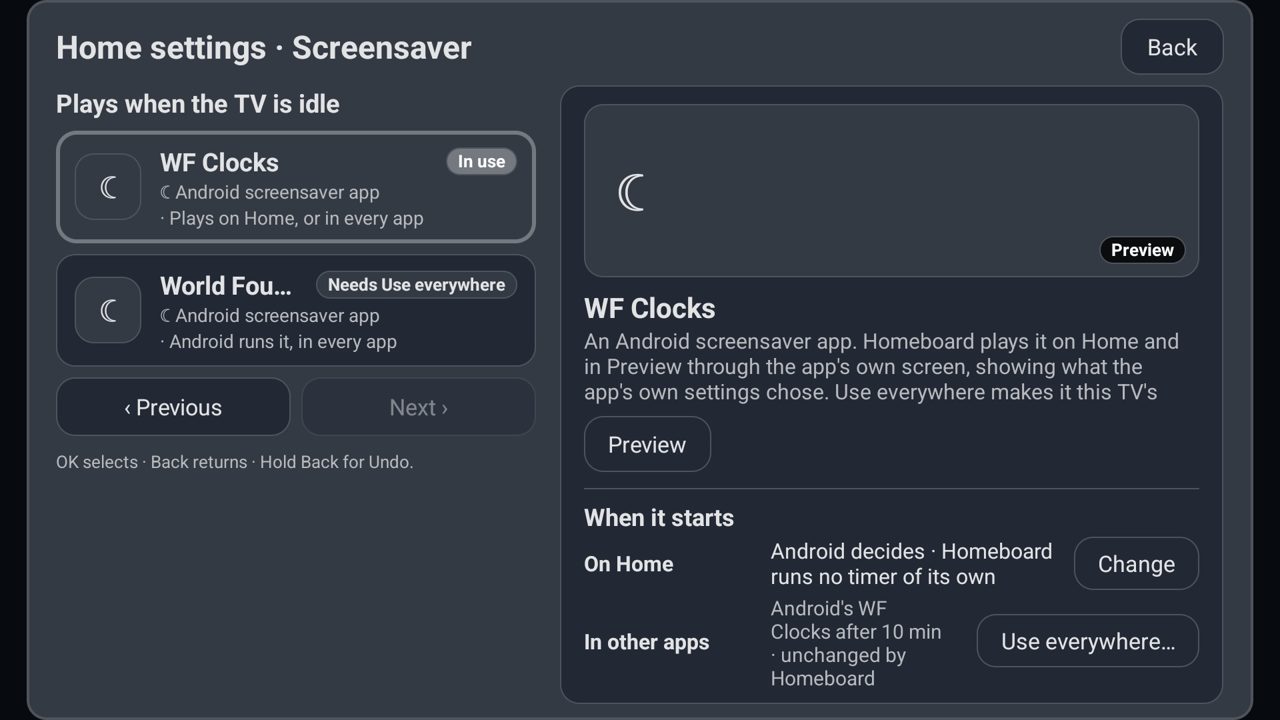 Home settings · Screensaver
Back
Plays when the TV is idle
WF Clocks
In use
☾ Android screensaver app
· Plays on Home, or in every app
World Fou…
Needs Use everywhere
☾ Android screensaver app
· Android runs it, in every app
‹ Previous
Next ›
OK selects · Back returns · Hold Back for Undo.
Preview
WF Clocks
An Android screensaver app. Homeboard plays it on Home and
in Preview through the app's own screen, showing what the
app's own settings chose. Use everywhere makes it this TV's
Preview
When it starts
On Home
Android decides · Homeboard
runs no timer of its own
Change
In other apps
Android's WF
Clocks after 10 min
· unchanged by
Homeboard
Use everywhere…